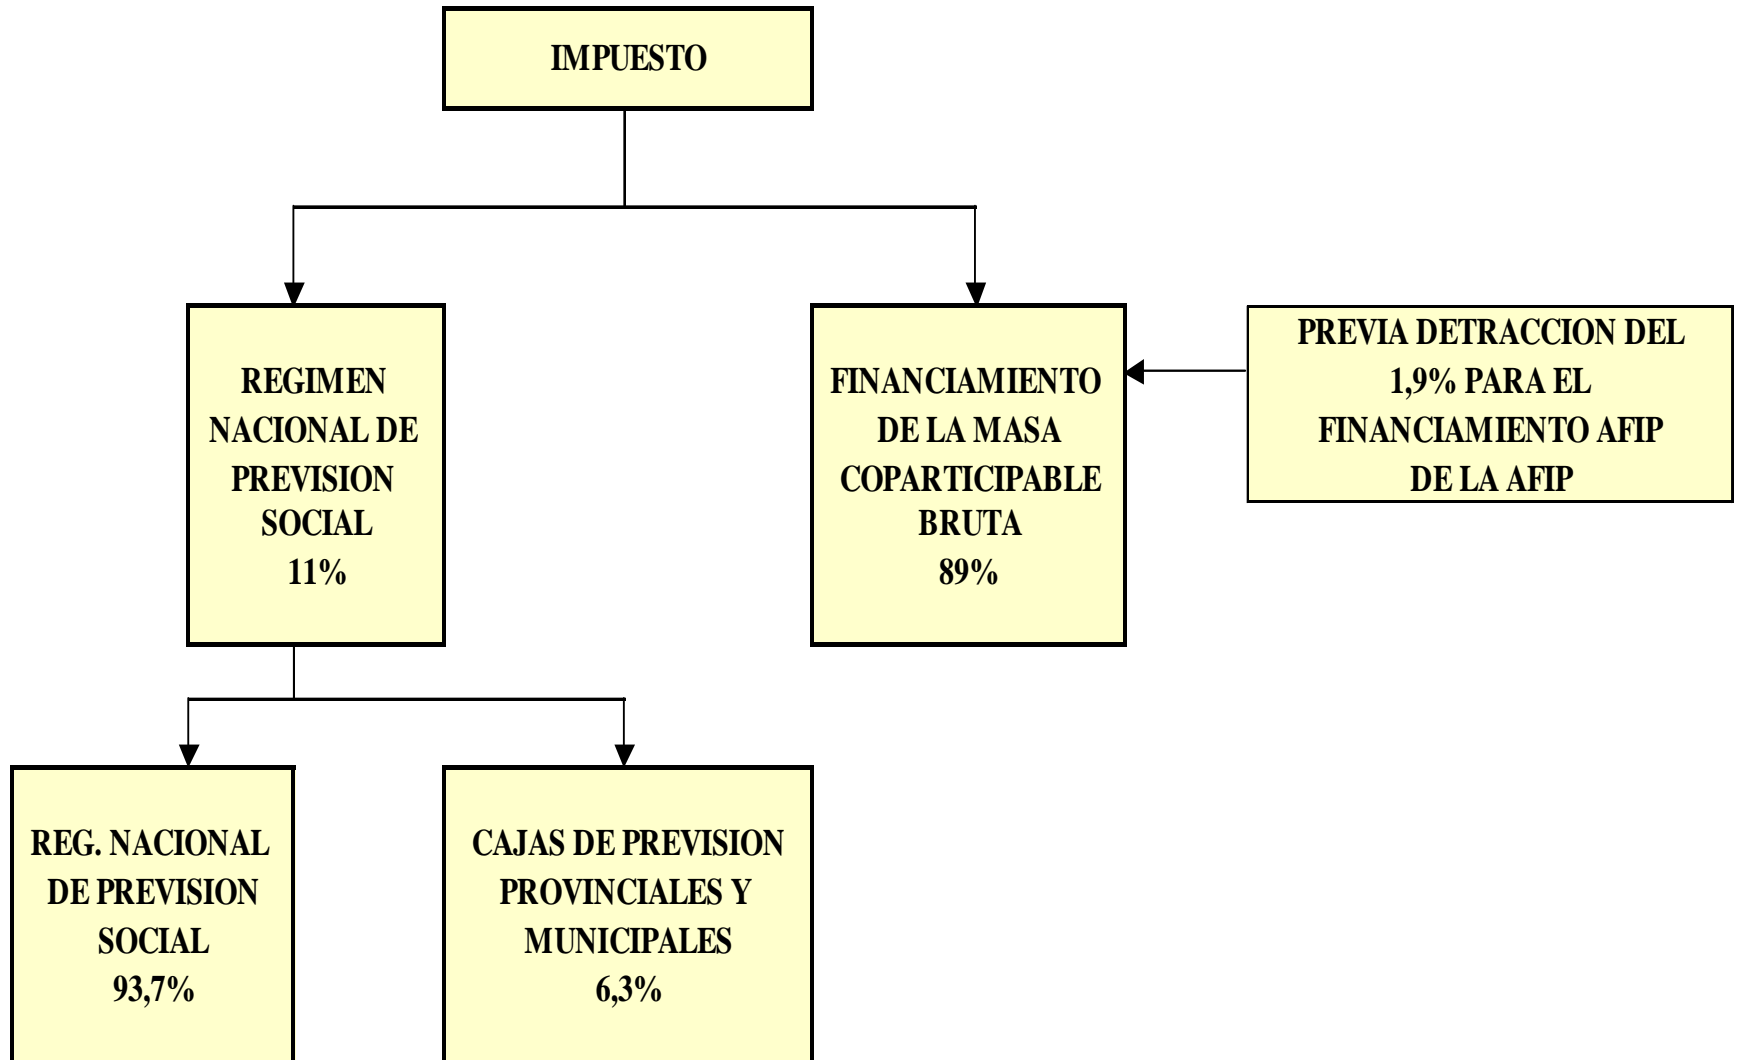 IMPUESTO
REGIMEN
NACIONAL DE
PREVISION
SOCIAL
11%
FINANCIAMIENTO
DE LA MASA
COPARTICIPABLE
BRUTA
89%
PREVIA DETRACCION DEL
1,9% PARA EL
FINANCIAMIENTO AFIP
DE LA AFIP
REG. NACIONAL
DE PREVISION
SOCIAL
93,7%
CAJAS DE PREVISION
PROVINCIALES Y
MUNICIPALES
6,3%